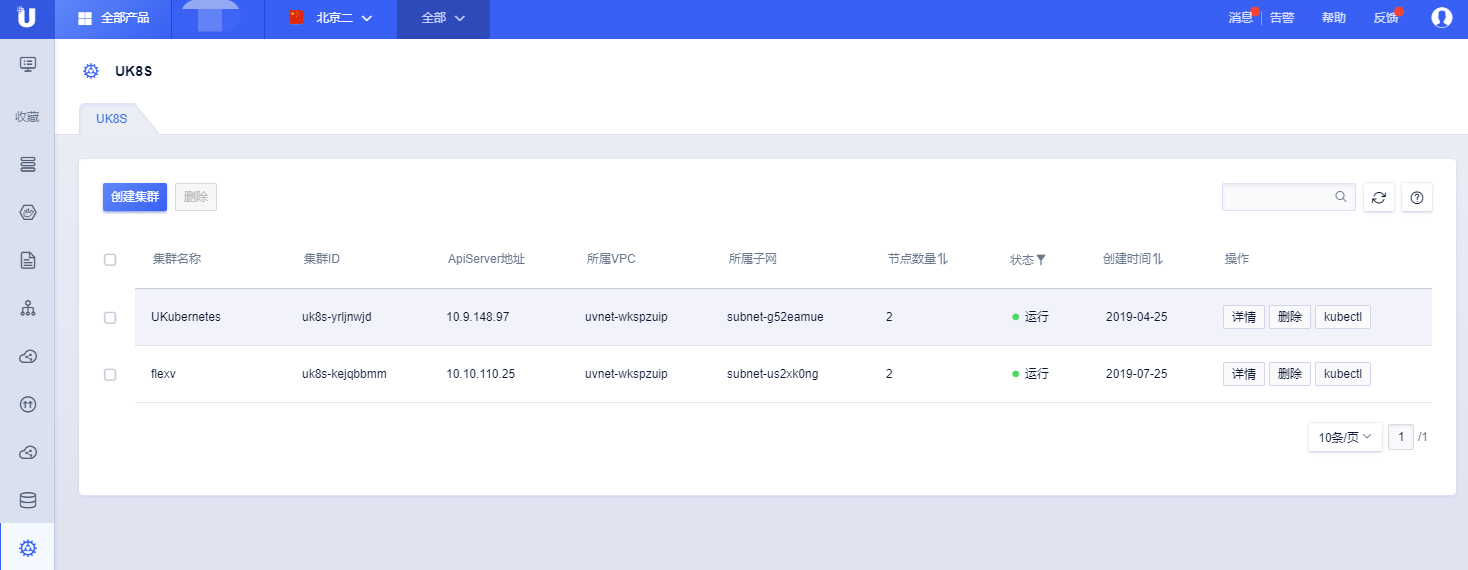 U 全部产品 北京二 全部 消息 告警 帮助 反馈
UK8S
收藏
UK8S
创建集群 删除
集群名称 集群ID ApiServer地址 所属VPC 所属子网 节点数量 状态 创建时间 操作
UKubernetes uk8s-yrljnwjd 10.9.148.97 uvnet-wkspzuip subnet-g52eamue 2 运行 2019-04-25 详情 删除 kubectl
flexv uk8s-kejqbbmm 10.10.110.25 uvnet-wkspzuip subnet-us2xk0ng 2 运行 2019-07-25 详情 删除 kubectl
10条/页 1 /1